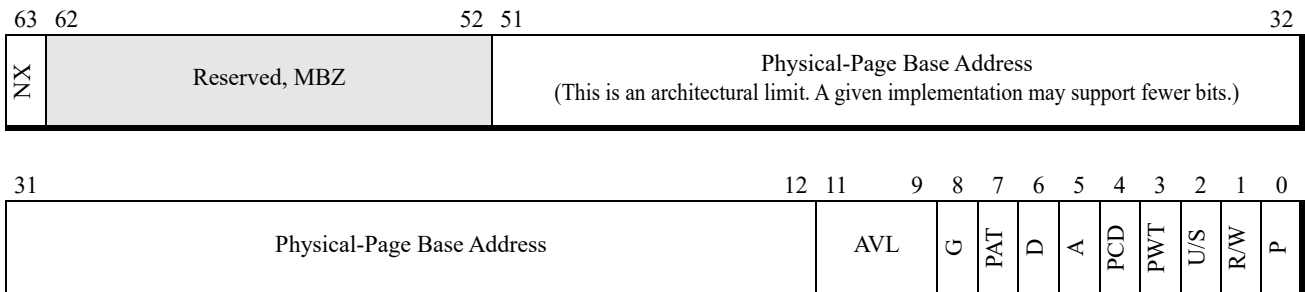 63 62 52 51 32
NX
Reserved, MBZ
Physical-Page Base Address
(This is an architectural limit. A given implementation may support fewer bits.)
31 12 11 9 8 7 6 5 4 3 2 1 0
Physical-Page Base Address
AVL
G
PAT
D
A
PCD
PWT
U/S
R/W
P